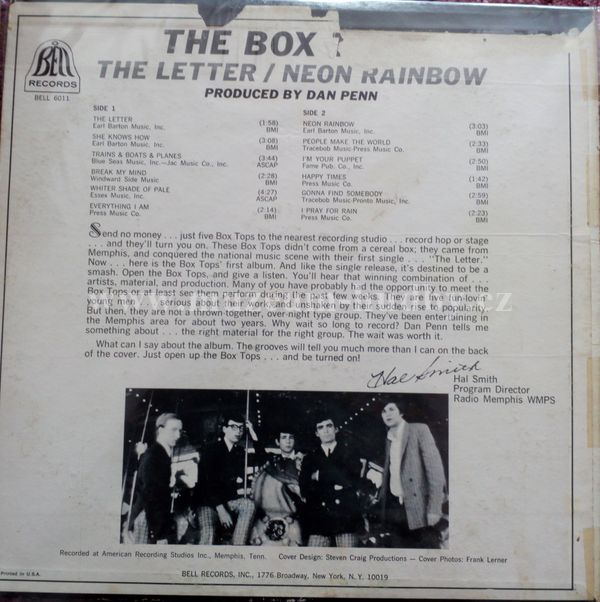 BELL
RECORDS
BELL 6011
THE BOX
THE LETTER / NEON RAINBOW
PRODUCED BY DAN PENN
SIDE 1
THE LETTER (1:58)
Earl Barton Music, Inc. BMI
SHE KNOWS HOW (3:08)
Earl Barton Music, Inc. BMI
TRAINS & BOATS & PLANES (3:44)
Blue Seas Music, Inc.—Jac Music Co., Inc. ASCAP
BREAK MY MIND (2:28)
Windward Side Music BMI
WHITER SHADE OF PALE (4:27)
Essex Music, Inc. ASCAP
EVERYTHING I AM (2:14)
Press Music Co. BMI
SIDE 2
NEON RAINBOW (3:03)
Earl Barton Music, Inc. BMI
PEOPLE MAKE THE WORLD (2:33)
Tracebob Music-Press Music Co. BMI
I'M YOUR PUPPET (2:50)
Fame Pub. Co., Inc. BMI
HAPPY TIMES (1:42)
Press Music Co. BMI
GONNA FIND SOMEBODY (2:59)
Tracebob Music-Pronto Music, Inc. BMI
I PRAY FOR RAIN (2:23)
Press Music Co. BMI
Send no money . . . just five Box Tops to the nearest recording studio . . . record hop or stage
. . . and they'll turn you on. These Box Tops didn't come from a cereal box; they came from
Memphis, and conquered the national music scene with their first single . . . "The Letter."
Now . . . here is the Box Tops' first album. And like the single release, it's destined to be a
smash. Open the Box Tops, and give a listen. You'll hear that winning combination of . . .
artists, material, and production. Many of you have probably had the opportunity to meet the
Box Tops or at least see them perform during the past few weeks. They're a fun-loving
group . . . serious about their work and unshaken by their sudden rise to popularity.
But then, they are not a thrown together, over night type group. They've been entertaining in
the Memphis area for about two years. Why wait so long to record? Dan Penn tells me
something about . . . the right material for the right group. The wait was worth it.
What can I say about the album. The grooves will tell you much more than I can on the back
of the cover. Just open up the Box Tops . . . and be turned on!
Hal Smith
Hal Smith
Program Director
Radio Memphis WMPS
Recorded at American Recording Studios Inc., Memphis, Tenn. Cover Design: Steven Craig Productions — Cover Photos: Frank Lerner
Printed in U.S.A.
BELL RECORDS, INC., 1776 Broadway, New York, N. Y. 10019